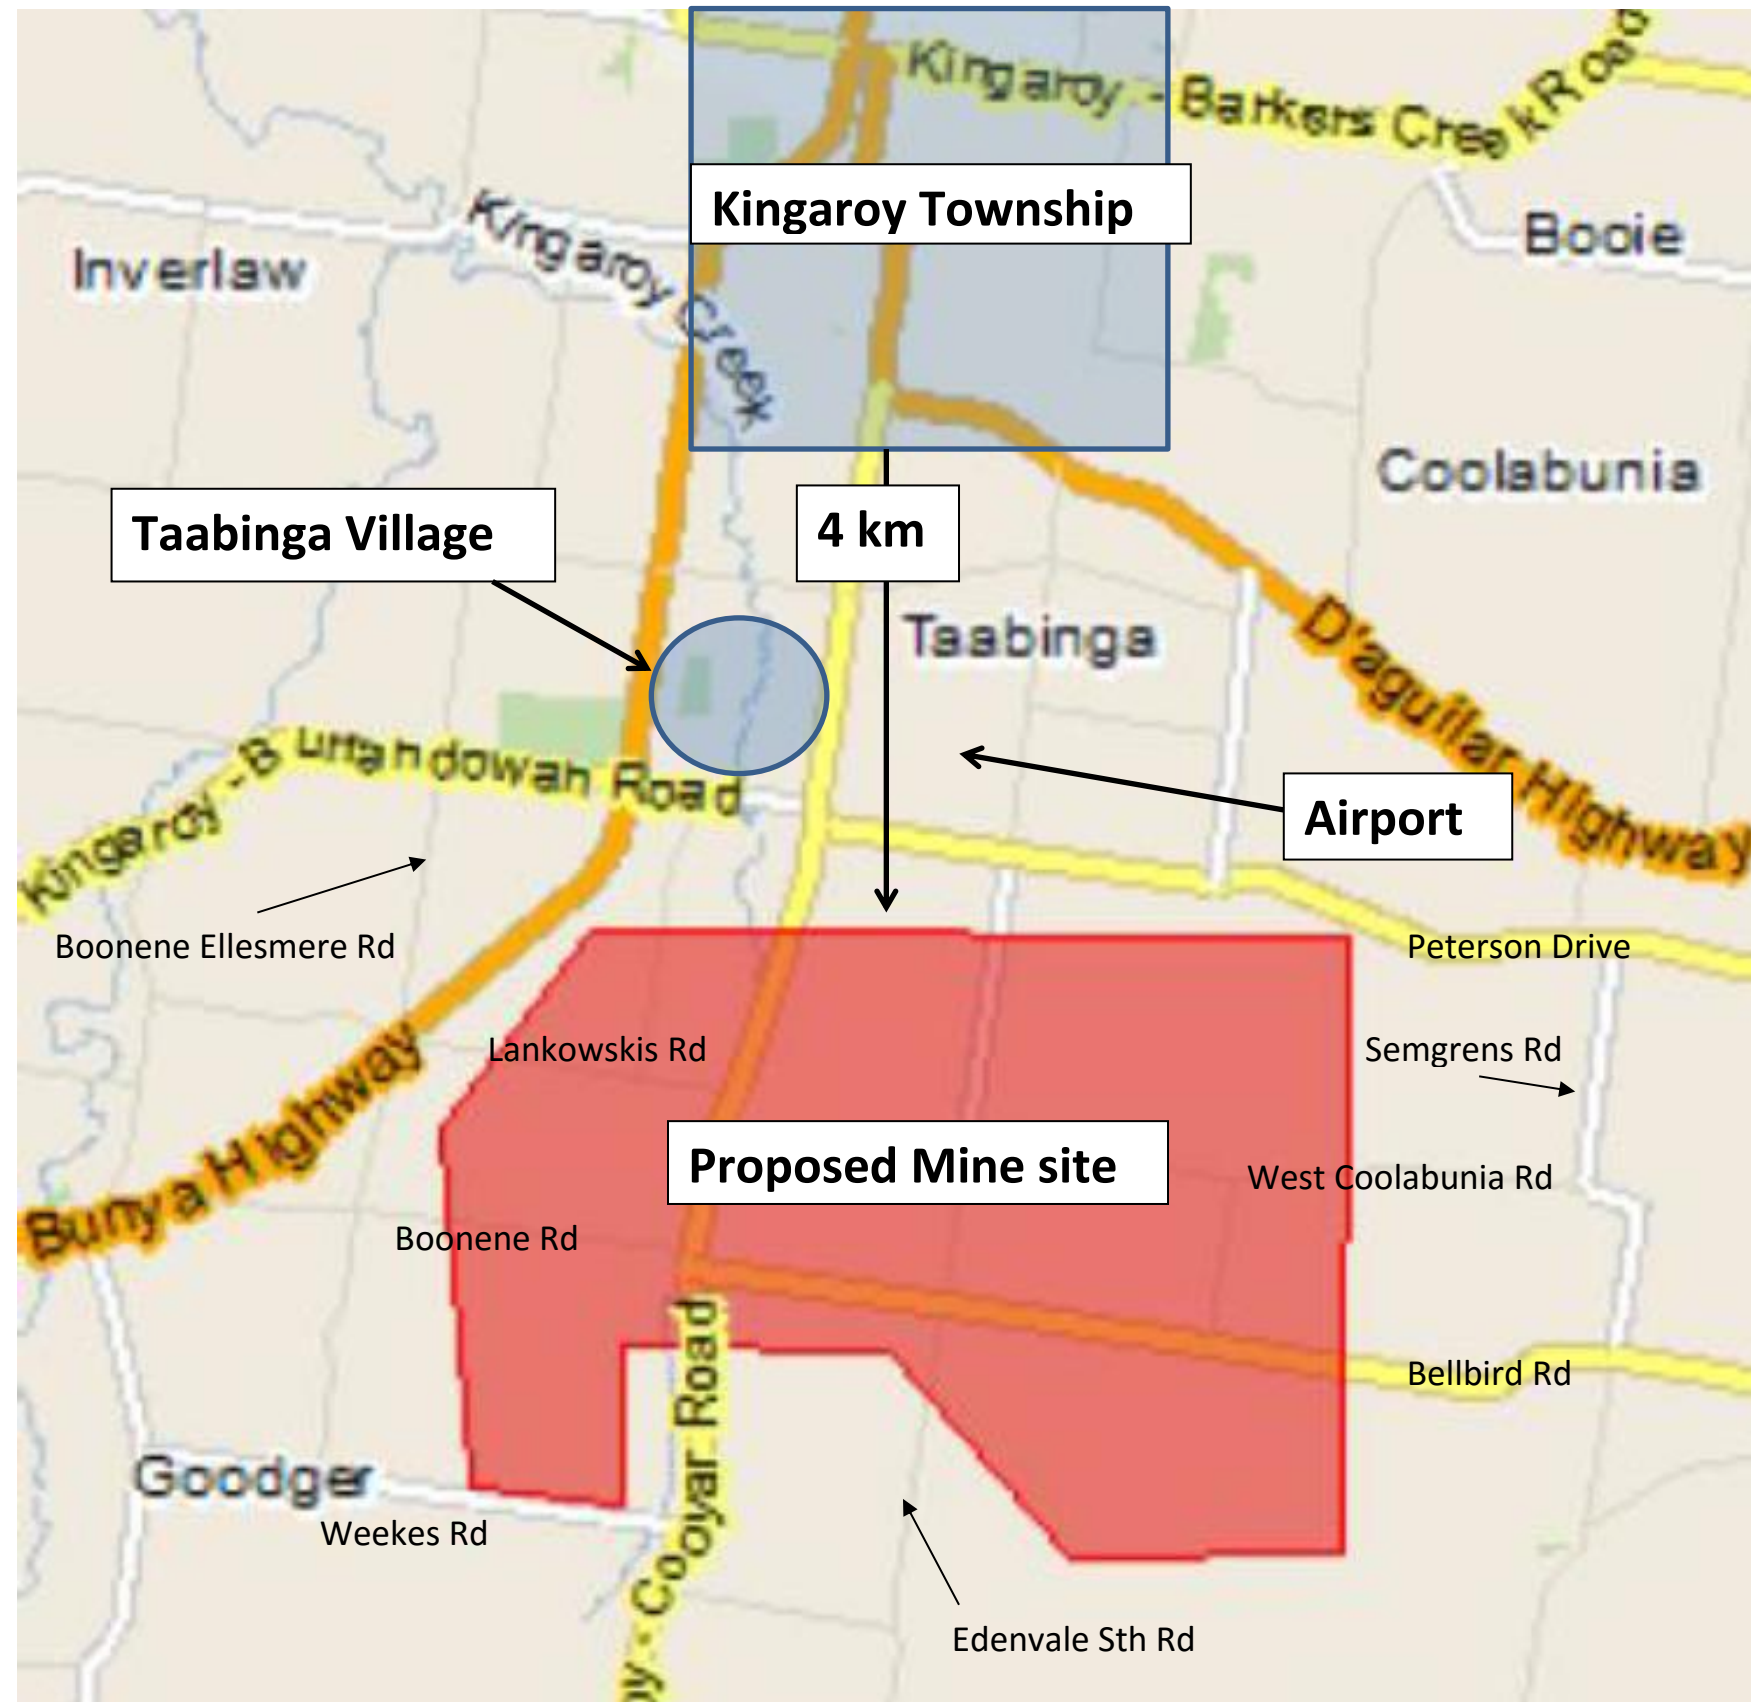 Kingaroy - Barkers Creek Road
Kingaroy Township
Booie
Inverlaw
Kingaroy Creek
Coolabunia
Taabinga Village
4 km
Taabinga
D'aguilar Highway
Kingaroy - Burrandowan Road
Airport
Boonene Ellesmere Rd
Peterson Drive
Lankowskis Rd
Semgrens Rd
Bunya Highway
Proposed Mine site
West Coolabunia Rd
Boonene Rd
Bellbird Rd
Goodger
Weekes Rd
oy - Cooyar Road
Edenvale Sth Rd